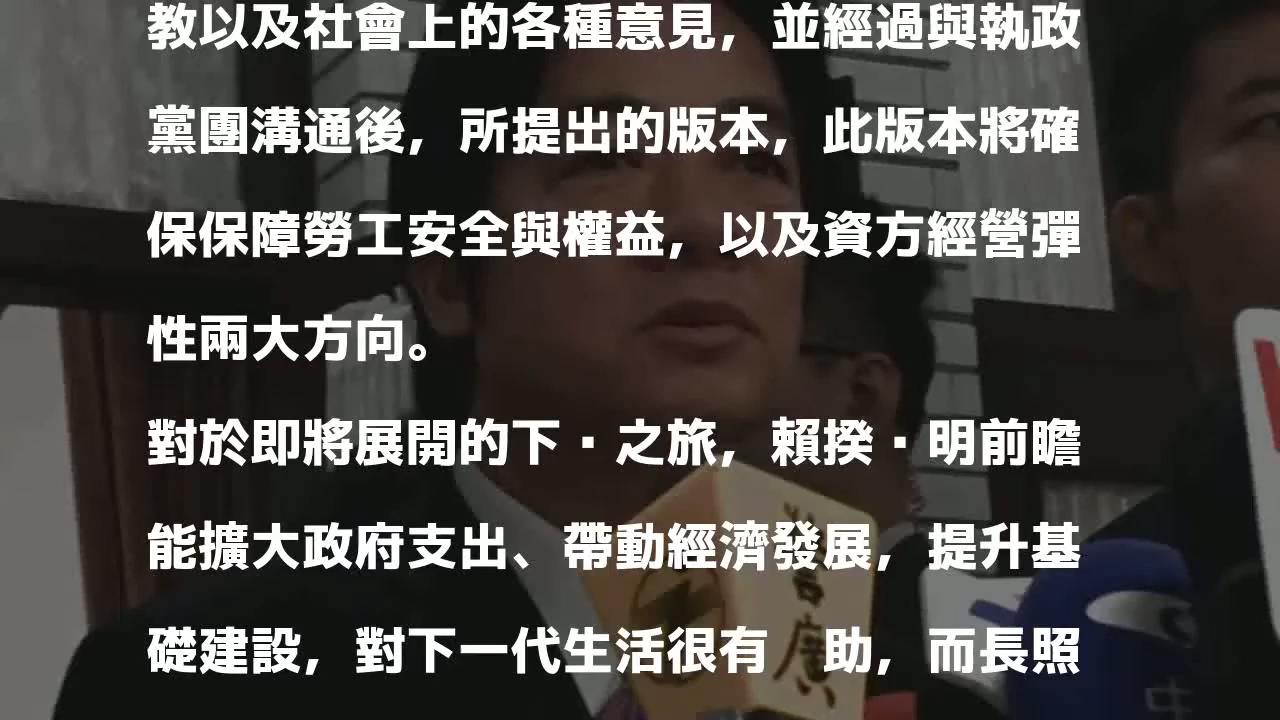 教以及社會上的各種意見，並經過與執政
黨團溝通後，所提出的版本，此版本將確
保保障勞工安全與權益，以及資方經營彈
性兩大方向。
對於即將展開的下·之旅，賴揆·明前瞻
能擴大政府支出、帶動經濟發展，提升基
礎建設，對下一代生活很有 助，而長照
警廣
中